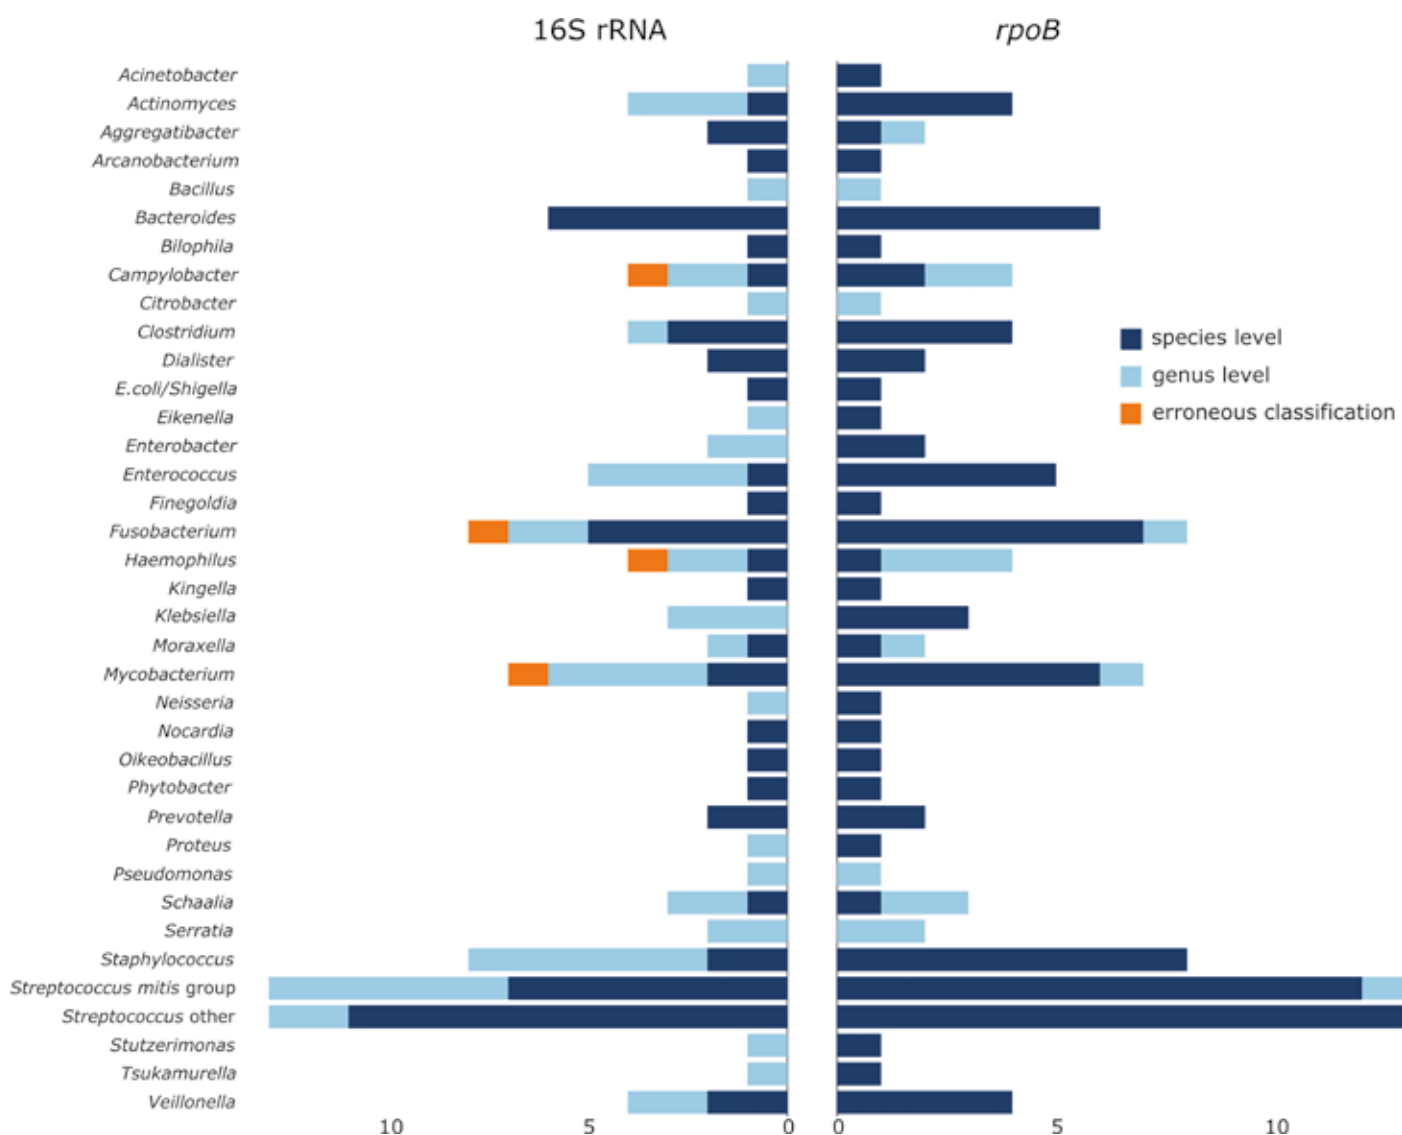 16S rRNA
rpoB
Acinetobacter
Actinomyces
Aggregatibacter
Arcanobacterium
Bacillus
Bacteroides
Bilophila
Campylobacter
Citrobacter
Clostridium
Dialister
E.coli/Shigella
Eikenella
Enterobacter
Enterococcus
Finegoldia
Fusobacterium
Haemophilus
Kingella
Klebsiella
Moraxella
Mycobacterium
Neisseria
Nocardia
Oikeobacillus
Phytobacter
Prevotella
Proteus
Pseudomonas
Schaalia
Serratia
Staphylococcus
Streptococcus mitis group
Streptococcus other
Stutzerimonas
Tsukamurella
Veillonella
species level
genus level
erroneous classification
10 5 0 0 5 10